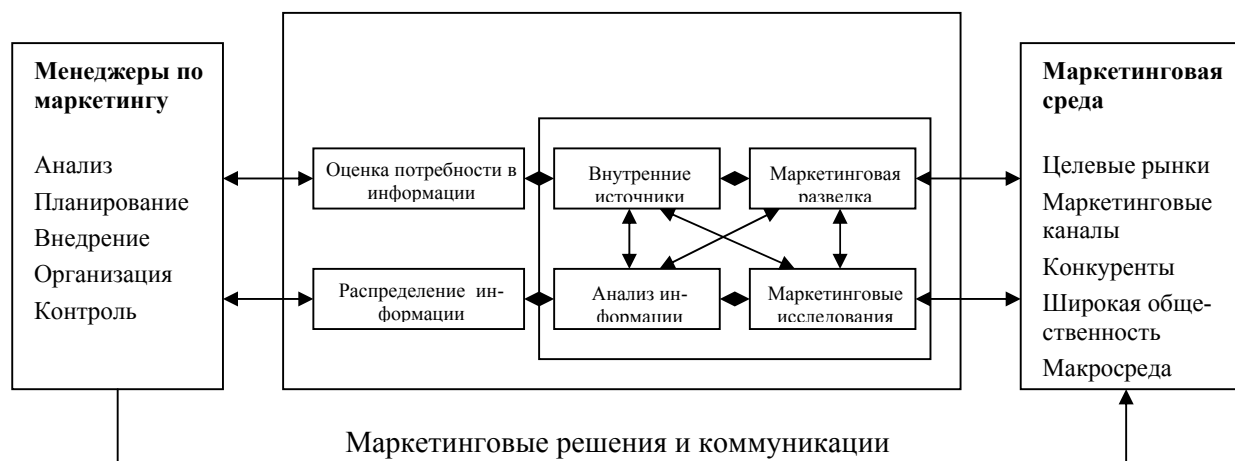 Менеджеры по
маркетингу
Анализ
Планирование
Внедрение
Организация
Контроль
Оценка потребности в
информации
Распределение ин-
формации
Внутренние
источники
Маркетинговая
разведка
Анализ ин-
формации
Маркетинговые
исследования
Маркетинговая
среда
Целевые рынки
Маркетинговые
каналы
Конкуренты
Широкая обще-
ственность
Макросреда
Маркетинговые решения и коммуникации